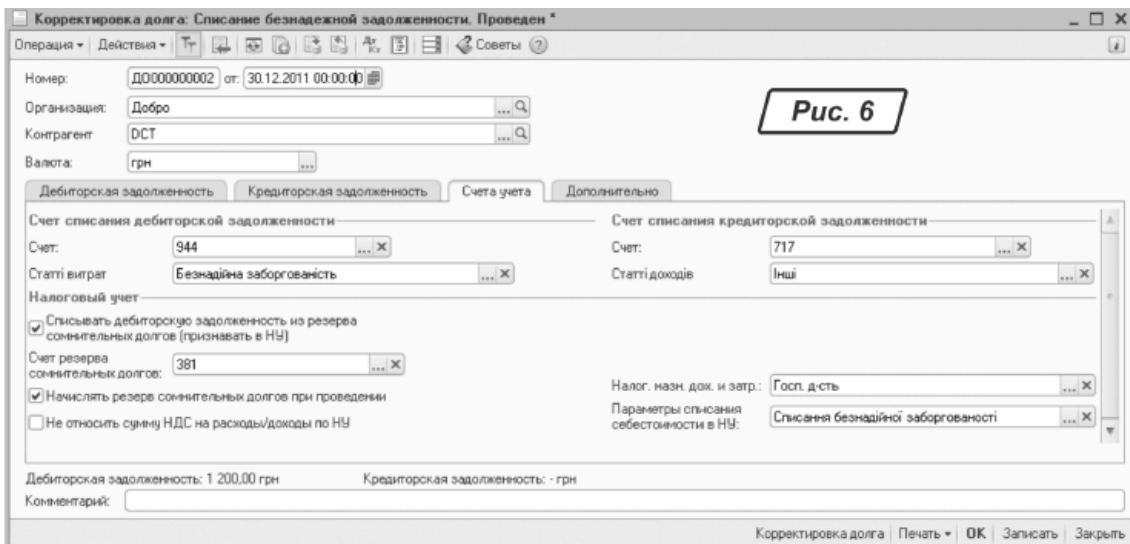 Корректировка долга: Списание безнадежной задолженности. Проведен *
Операция Действия Советы
Номер: ДО000000002 от: 30.12.2011 00:00:00
Организация: Добро
Рис. 6
Контрагент DCT
Валюта: грн
Дебиторская задолженность Кредиторская задолженность Счета учета Дополнительно
Счет списания дебиторской задолженности Счет списания кредиторской задолженности
Счет: 944 Счет: 717
Статті витрат Безнадійна заборгованість Статті доходів Інші
Налоговый учет
Списывать дебиторскую задолженность из резерва
сомнительных долгов (признавать в НУ)
Счет резерва
сомнительных долгов: 381
Начислять резерв сомнительных долгов при проведении
Налог. назн. дох. и затр.: Госп. д-сть
Не относить сумму НДС на расходы/доходы по НУ
Параметры списания
себестоимости в НУ: Списання безнадійної заборгованості
Дебиторская задолженность: 1 200,00 грн Кредиторская задолженность: - грн
Комментарий:
Корректировка долга Печать OK Записать Закрыть